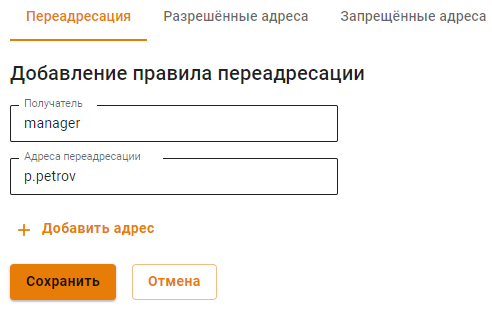 Переадресация Разрешённые адреса Запрещённые адреса
Добавление правила переадресации
Получатель
manager
Адреса переадресации
p.petrov
+ Добавить адрес
Сохранить Отмена